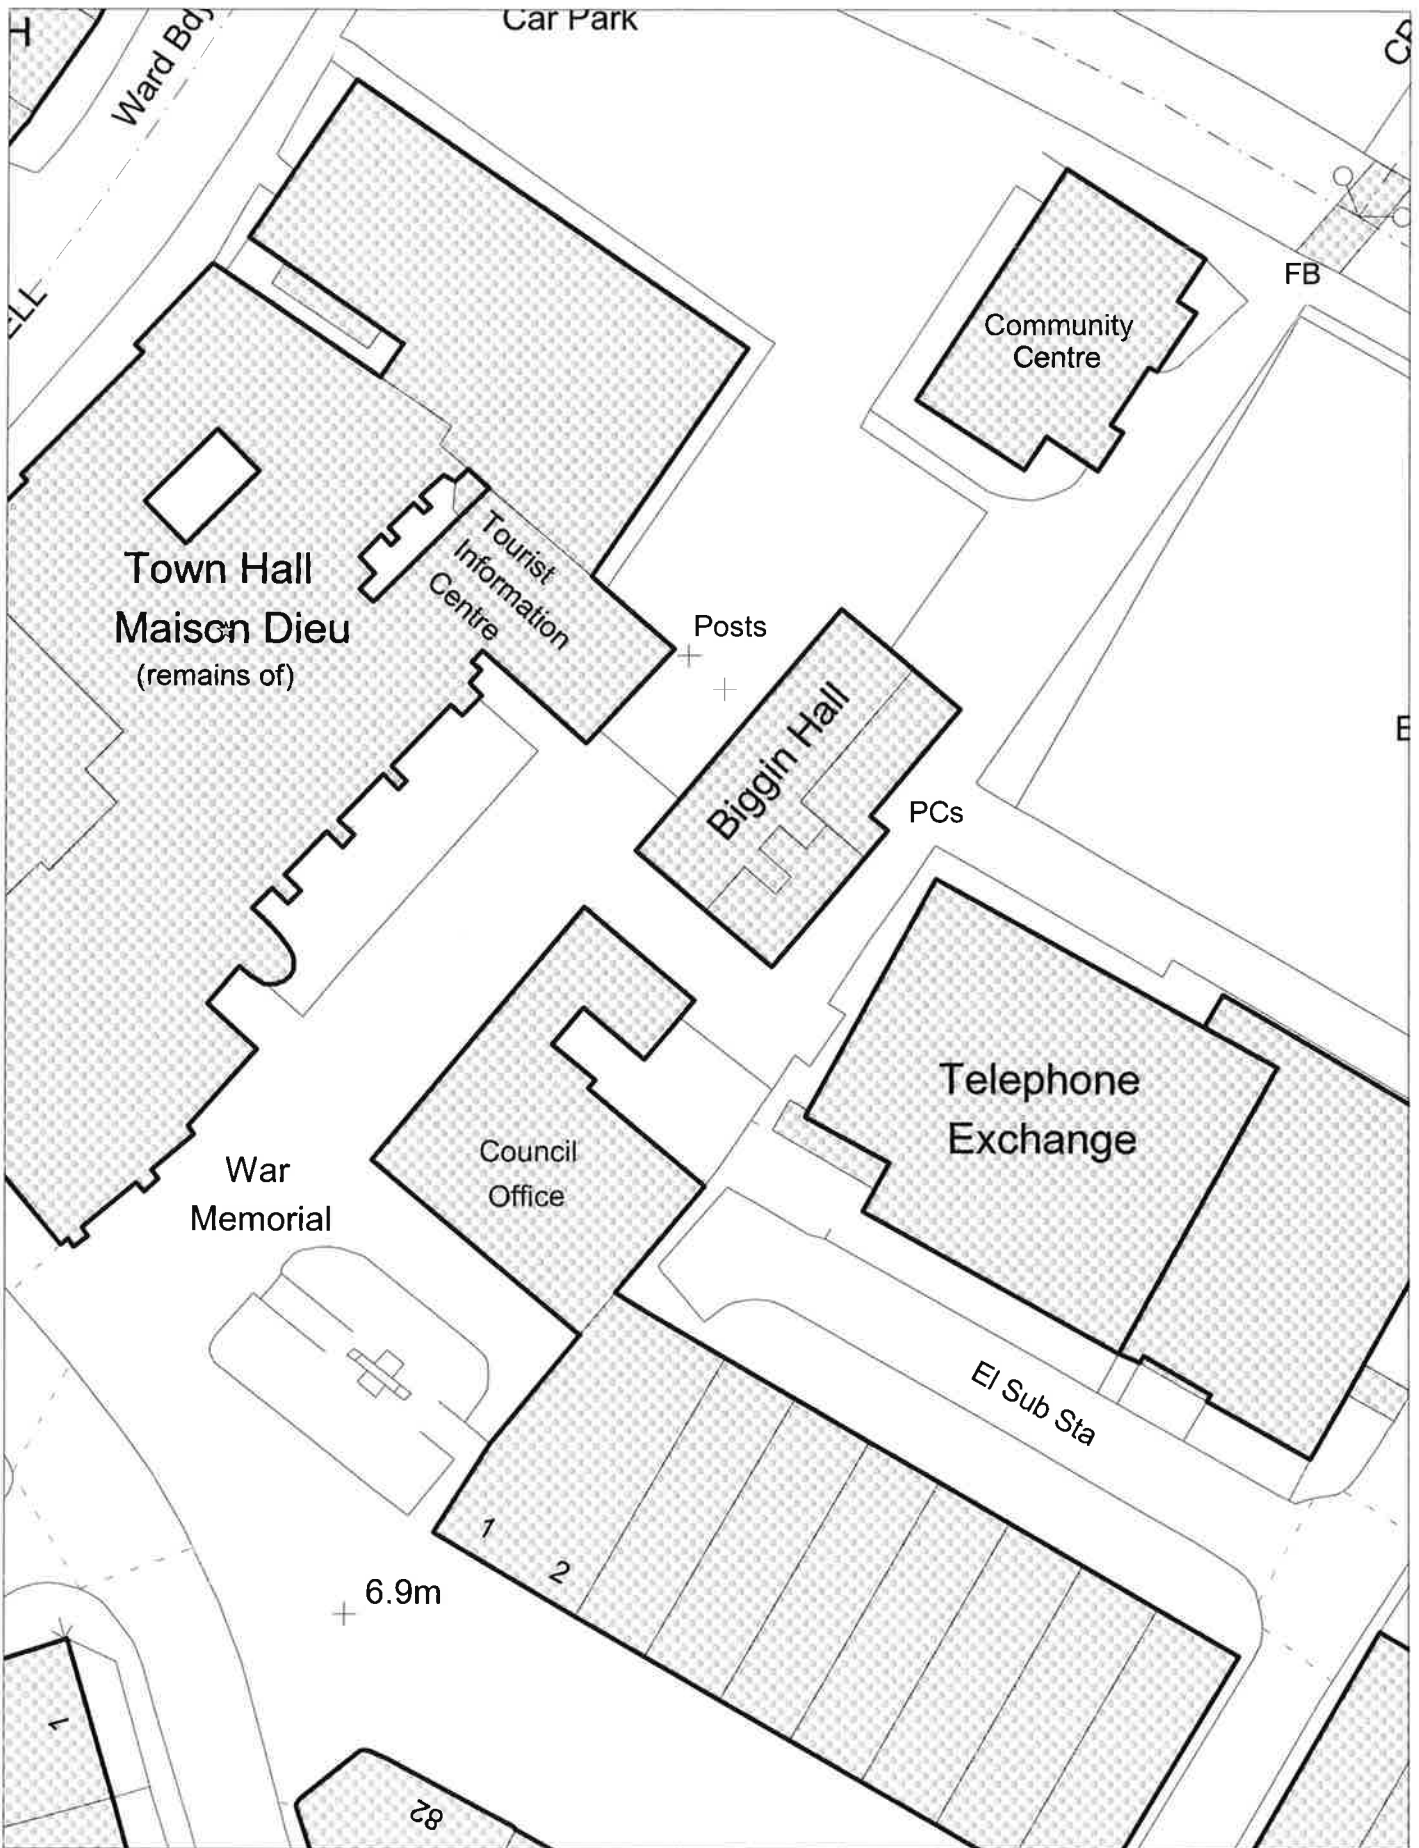 Car Park
H
Ward Bdy
ELL
FB
Community
Centre
Tourist
Information
Centre
Town Hall
Maison Dieu
(remains of)
Posts
Biggin Hall
PCs
Telephone
Exchange
Council
Office
War
Memorial
El Sub Sta
1
2
6.9m
1
82